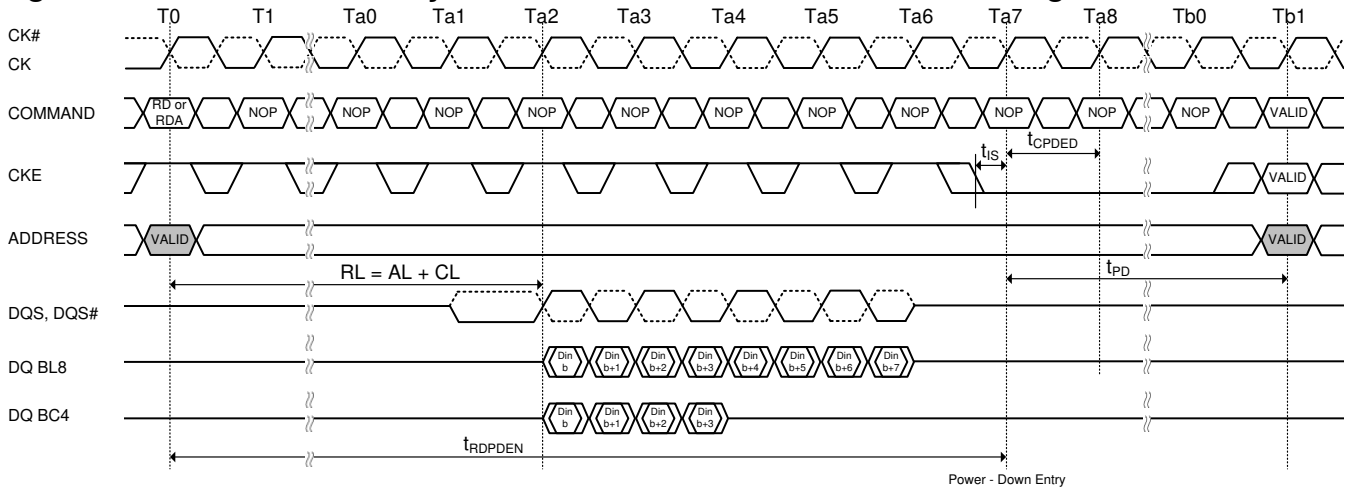 T0 T1 Ta0 Ta1 Ta2 Ta3 Ta4 Ta5 Ta6 Ta7 Ta8 Tb0 Tb1
CK#
CK
COMMAND RD or RDA NOP NOP NOP NOP NOP NOP NOP NOP NOP NOP NOP VALID
tIS tCPDED
CKE VALID
ADDRESS VALID VALID
RL = AL + CL tPD
DQS, DQS#
DQ BL8 Din b Din b+1 Din b+2 Din b+3 Din b+4 Din b+5 Din b+6 Din b+7
DQ BC4 Din b Din b+1 Din b+2 Din b+3
tRDPDEN
Power - Down Entry